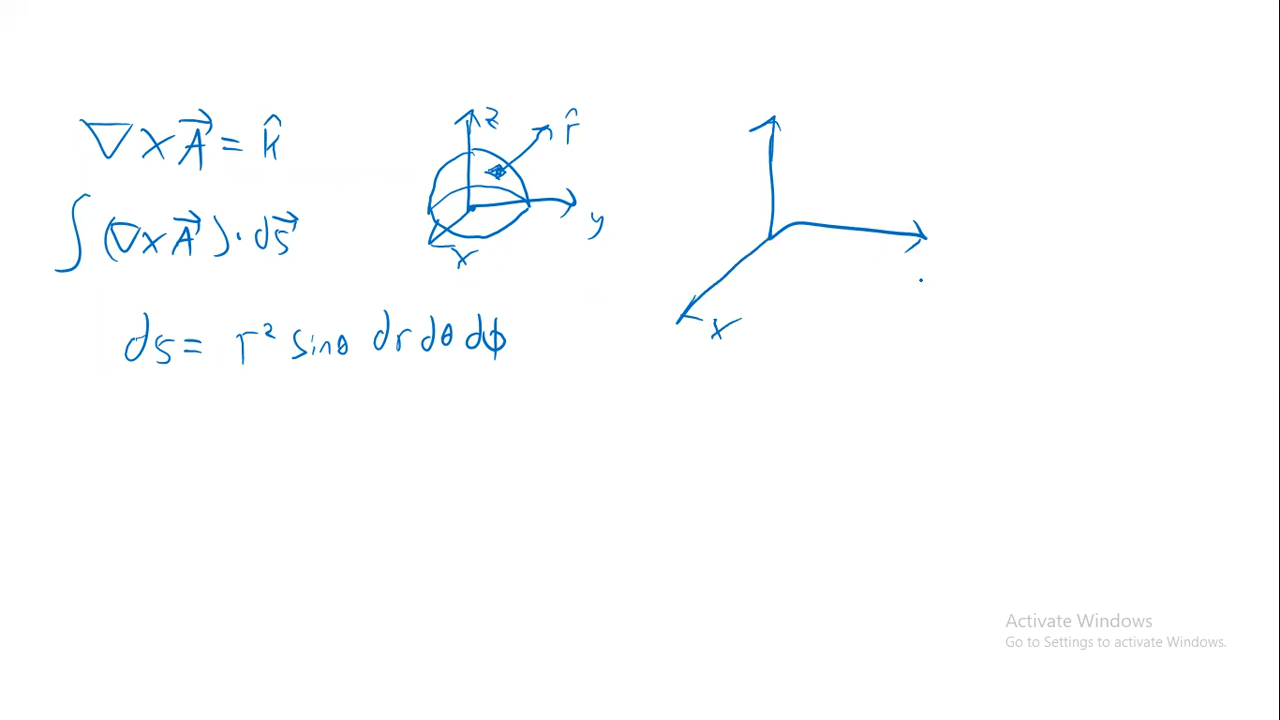 ∇ × A⃗ = k̂
∫ (∇ × A⃗) · ds⃗
ds = r² sinθ dr dθ dϕ
z
r̂
y
x
x
Activate Windows
Go to Settings to activate Windows.